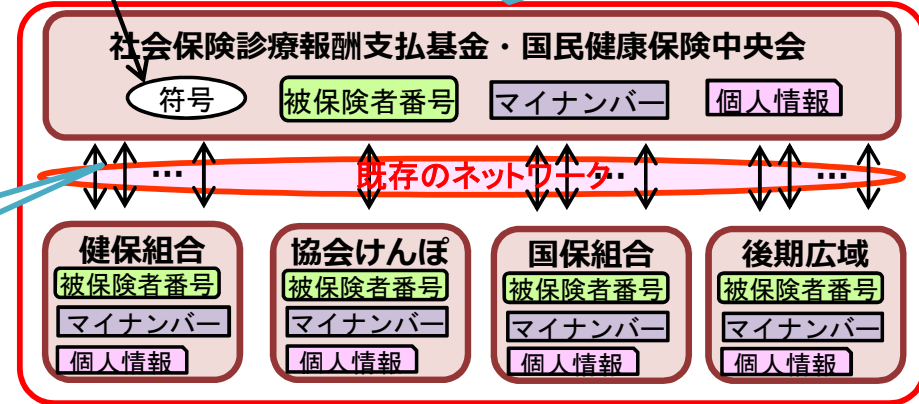 社会保険診療報酬支払基金・国民健康保険中央会
符号 被保険者番号 マイナンバー 個人情報
… 既存のネットワーク … …
健保組合 協会けんぽ 国保組合 後期広域
被保険者番号 被保険者番号 被保険者番号 被保険者番号
マイナンバー マイナンバー マイナンバー マイナンバー
個人情報 個人情報 個人情報 個人情報